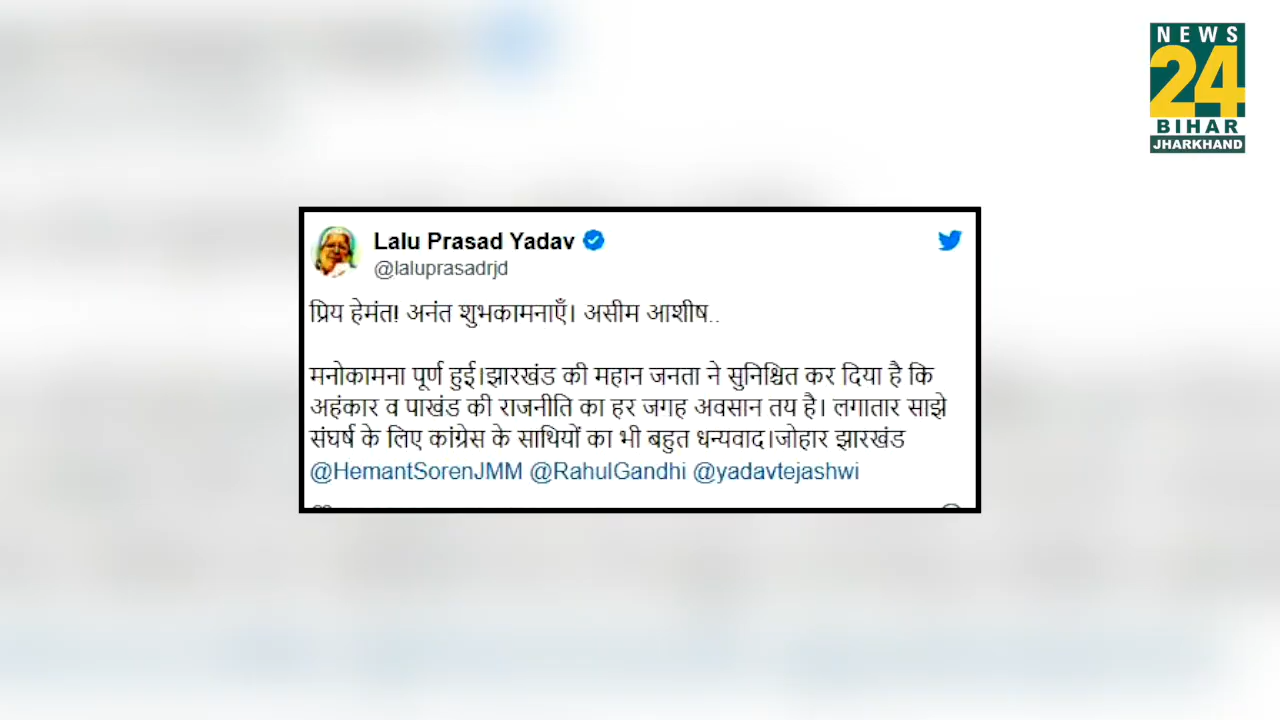 NEWS
24
BIHAR
JHARKHAND
Lalu Prasad Yadav
@laluprasadrjd
प्रिय हेमंत! अनंत शुभकामनाएँ। असीम आशीष..
मनोकामना पूर्ण हुई।झारखंड की महान जनता ने सुनिश्चित कर दिया है कि
अहंकार व पाखंड की राजनीति का हर जगह अवसान तय है। लगातार साझे
संघर्ष के लिए कांग्रेस के साथियों का भी बहुत धन्यवाद।जोहार झारखंड
@HemantSorenJMM @RahulGandhi @yadavtejashwi